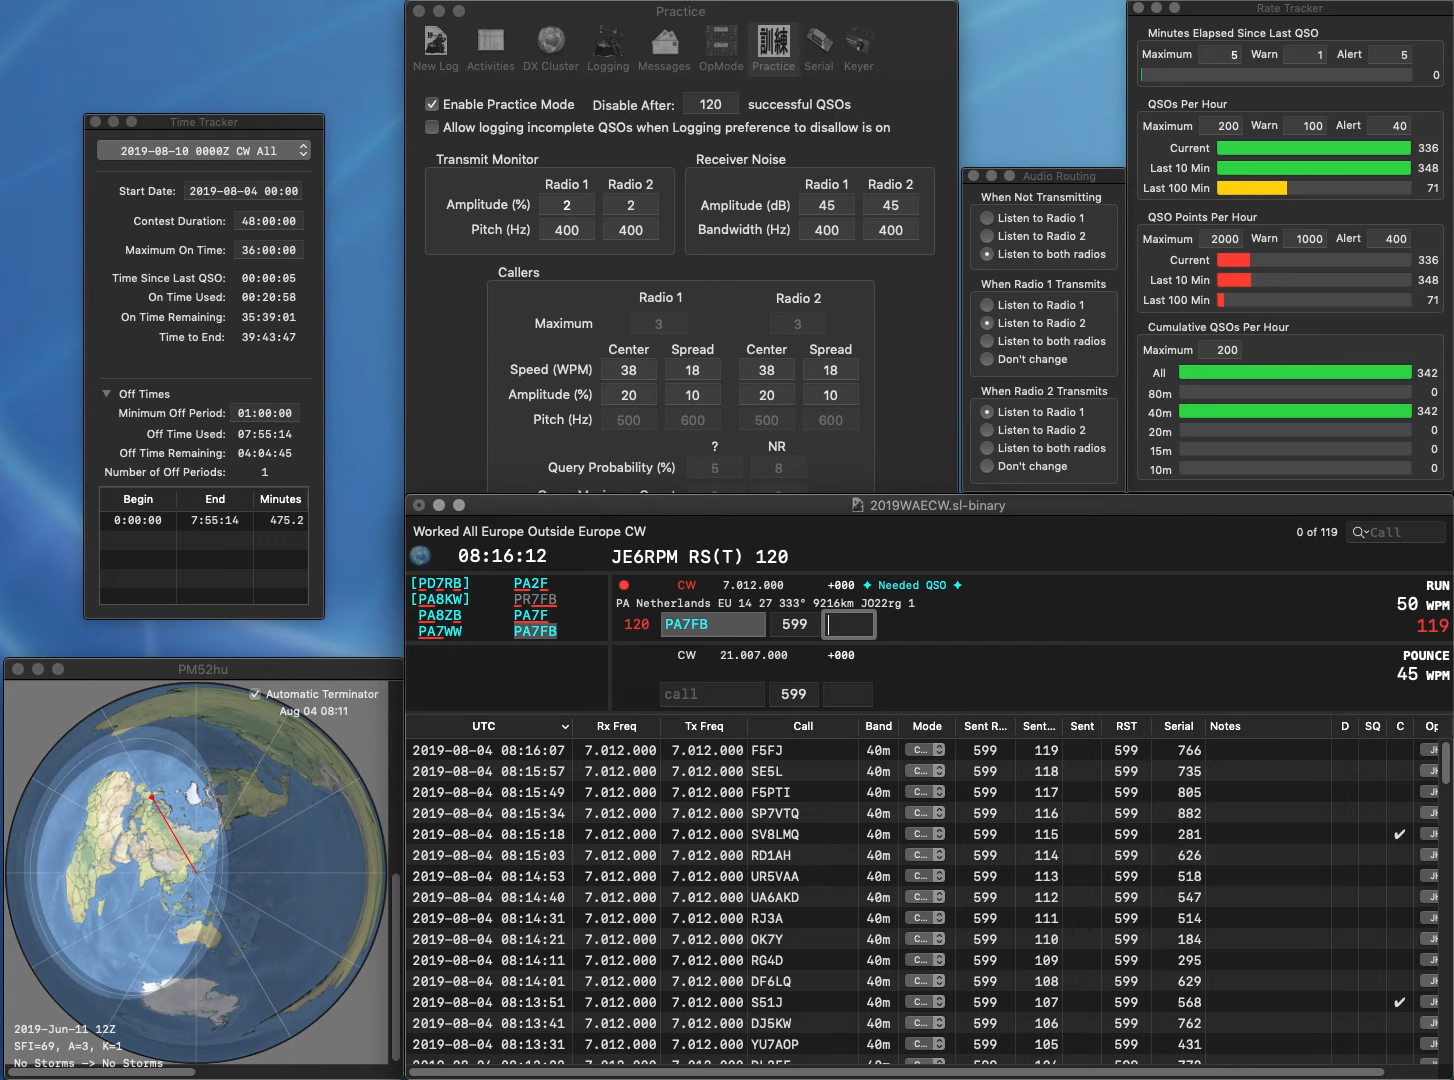 Time Tracker
2019-08-10 0000Z CW All
Start Date: 2019-08-04 00:00
Contest Duration: 48:00:00
Maximum On Time: 36:00:00
Time Since Last QSO: 00:00:05
On Time Used: 00:20:58
On Time Remaining: 35:39:01
Time to End: 39:43:47
Off Times
Minimum Off Period: 01:00:00
Off Time Used: 07:55:14
Off Time Remaining: 04:04:45
Number of Off Periods: 1
Begin End Minutes
0:00:00 7:55:14 475.2
Practice
New Log Activities DX Cluster Logging Messages OpMode Practice Serial Keyer
訓練
Enable Practice Mode Disable After: 120 successful QSOs
Allow logging incomplete QSOs when Logging preference to disallow is on
Transmit Monitor
Radio 1 Radio 2
Amplitude (%) 2 2
Pitch (Hz) 400 400
Receiver Noise
Radio 1 Radio 2
Amplitude (dB) 45 45
Bandwidth (Hz) 400 400
Callers
Radio 1 Radio 2
Maximum 3 3
Center Spread Center Spread
Speed (WPM) 38 18 38 18
Amplitude (%) 20 10 20 10
Pitch (Hz) 500 600 500 600
? NR
Query Probability (%) 5 8
Audio Routing
When Not Transmitting
Listen to Radio 1
Listen to Radio 2
Listen to both radios
When Radio 1 Transmits
Listen to Radio 1
Listen to Radio 2
Listen to both radios
Don't change
When Radio 2 Transmits
Listen to Radio 1
Listen to Radio 2
Listen to both radios
Don't change
Rate Tracker
Minutes Elapsed Since Last QSO
Maximum 5 Warn 1 Alert 5
0
QSOs Per Hour
Maximum 200 Warn 100 Alert 40
Current 336
Last 10 Min 348
Last 100 Min 71
QSO Points Per Hour
Maximum 2000 Warn 1000 Alert 400
Current 336
Last 10 Min 348
Last 100 Min 71
Cumulative QSOs Per Hour
Maximum 200
All 342
80m 0
40m 342
20m 0
15m 0
10m 0
PM52hu
Automatic Terminator
Aug 04 08:11
2019-Jun-11 12Z
SFI=69, A=3, K=1
No Storms -> No Storms
2019WAECW.sl-binary
Worked All Europe Outside Europe CW
0 of 119 Call
08:16:12 JE6RPM RS(T) 120
[PD7RB] PA2F
[PA8KW] PR7FB
PA8ZB PA7F
PA7WW PA7FB
CW 7.012.000 +000 ✦ Needed QSO ✦
PA Netherlands EU 14 27 333° 9216km JO22rg 1
120 PA7FB 599
RUN
50 WPM
119
CW 21.007.000 +000
call 599
POUNCE
45 WPM
UTC Rx Freq Tx Freq Call Band Mode Sent R... Sent... Sent RST Serial Notes D SQ C Op
2019-08-04 08:16:07 7.012.000 7.012.000 F5FJ 40m C... 599 119 599 766
2019-08-04 08:15:57 7.012.000 7.012.000 SE5L 40m C... 599 118 599 735
2019-08-04 08:15:49 7.012.000 7.012.000 F5PTI 40m C... 599 117 599 805
2019-08-04 08:15:34 7.012.000 7.012.000 SP7VTQ 40m C... 599 116 599 882
2019-08-04 08:15:18 7.012.000 7.012.000 SV8LMQ 40m C... 599 115 599 281 ✔
2019-08-04 08:15:03 7.012.000 7.012.000 RD1AH 40m C... 599 114 599 626
2019-08-04 08:14:53 7.012.000 7.012.000 UR5VAA 40m C... 599 113 599 518
2019-08-04 08:14:40 7.012.000 7.012.000 UA6AKD 40m C... 599 112 599 547
2019-08-04 08:14:31 7.012.000 7.012.000 RJ3A 40m C... 599 111 599 514
2019-08-04 08:14:21 7.012.000 7.012.000 OK7Y 40m C... 599 110 599 184
2019-08-04 08:14:11 7.012.000 7.012.000 RG4D 40m C... 599 109 599 295
2019-08-04 08:14:01 7.012.000 7.012.000 DF6LQ 40m C... 599 108 599 629
2019-08-04 08:13:51 7.012.000 7.012.000 S51J 40m C... 599 107 599 568 ✔
2019-08-04 08:13:41 7.012.000 7.012.000 DJ5KW 40m C... 599 106 599 762
2019-08-04 08:13:31 7.012.000 7.012.000 YU7AOP 40m C... 599 105 599 431